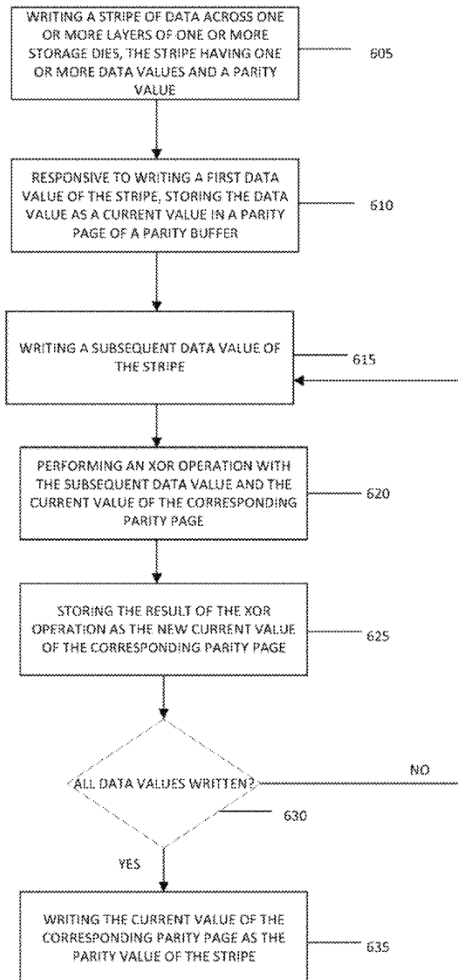 WRITING A STRIPE OF DATA ACROSS ONE
OR MORE LAYERS OF ONE OR MORE
STORAGE DIES, THE STRIPE HAVING ONE
OR MORE DATA VALUES AND A PARITY
VALUE
605
RESPONSIVE TO WRITING A FIRST DATA
VALUE OF THE STRIPE, STORING THE DATA
VALUE AS A CURRENT VALUE IN A PARITY
PAGE OF A PARITY BUFFER
610
WRITING A SUBSEQUENT DATA VALUE OF
THE STRIPE
615
PERFORMING AN XOR OPERATION WITH
THE SUBSEQUENT DATA VALUE AND THE
CURRENT VALUE OF THE CORRESPONDING
PARITY PAGE
620
STORING THE RESULT OF THE XOR
OPERATION AS THE NEW CURRENT VALUE
OF THE CORRESPONDING PARITY PAGE
625
ALL DATA VALUES WRITTEN?
NO
630
YES
WRITING THE CURRENT VALUE OF THE
CORRESPONDING PARITY PAGE AS THE
PARITY VALUE OF THE STRIPE
635